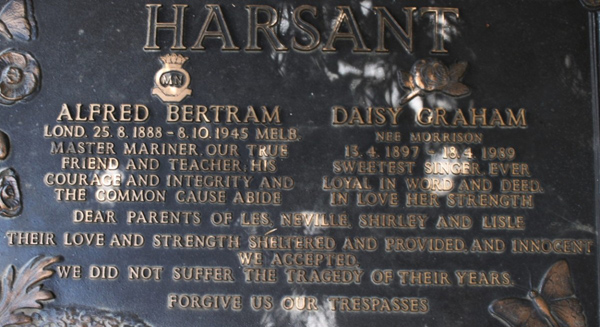 HARSANT
MN
ALFRED BERTRAM
LOND. 25.8.1888 - 8.10.1945 MELB.
MASTER MARINER, OUR TRUE
FRIEND AND TEACHER, HIS
COURAGE AND INTEGRITY AND
THE COMMON CAUSE ABIDE
DAISY GRAHAM
NEE MORRISON
13.4.1897 - 18.4.1989
SWEETEST SINGER, EVER
LOYAL IN WORD AND DEED.
IN LOVE HER STRENGTH
DEAR PARENTS OF LES, NEVILLE, SHIRLEY AND LISLE
THEIR LOVE AND STRENGTH SHELTERED AND PROVIDED, AND INNOCENT
WE ACCEPTED.
WE DID NOT SUFFER THE TRAGEDY OF THEIR YEARS.
FORGIVE US OUR TRESPASSES